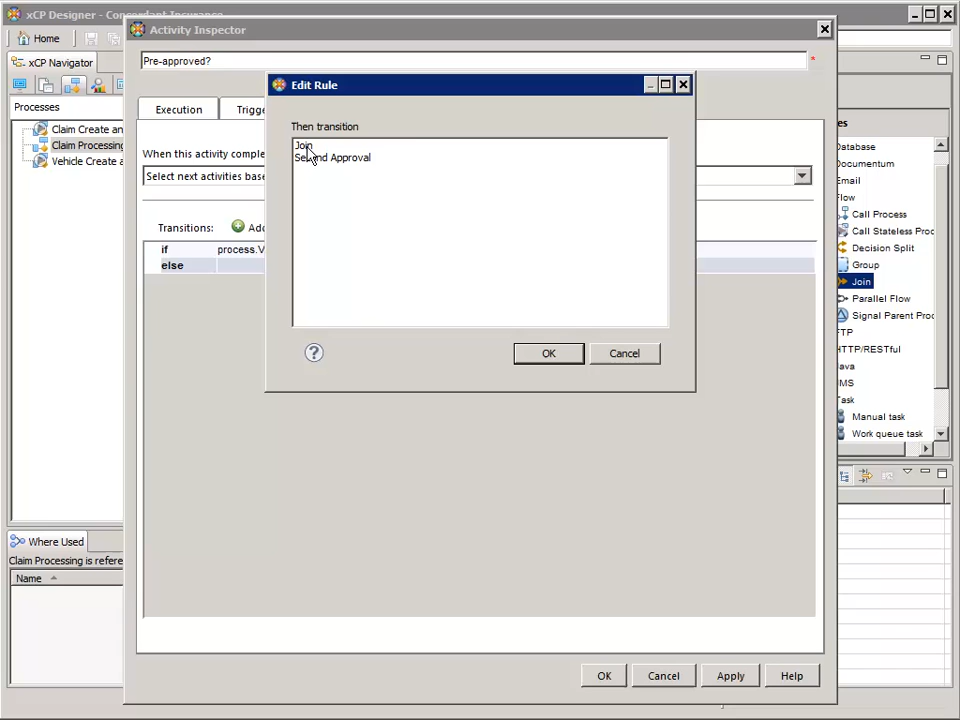 xCP Designer - Concordant Insurance
Home
xCP Navigator
Processes
Claim Create an
Claim Processing
Vehicle Create a
Where Used
Claim Processing is refere
Name
Activity Inspector
Pre-approved?
*
Execution
Trigge
When this activity comple
Select next activities base
Transitions:
Add
if process.V
else
Edit Rule
Then transition
Join
Second Approval
?
OK
Cancel
OK
Cancel
Apply
Help
es
Database
Documentum
Email
Flow
Call Process
Call Stateless Proc
Decision Split
Group
Join
Parallel Flow
Signal Parent Proc
FTP
HTTP/RESTful
Java
JMS
Task
Manual task
Work queue task